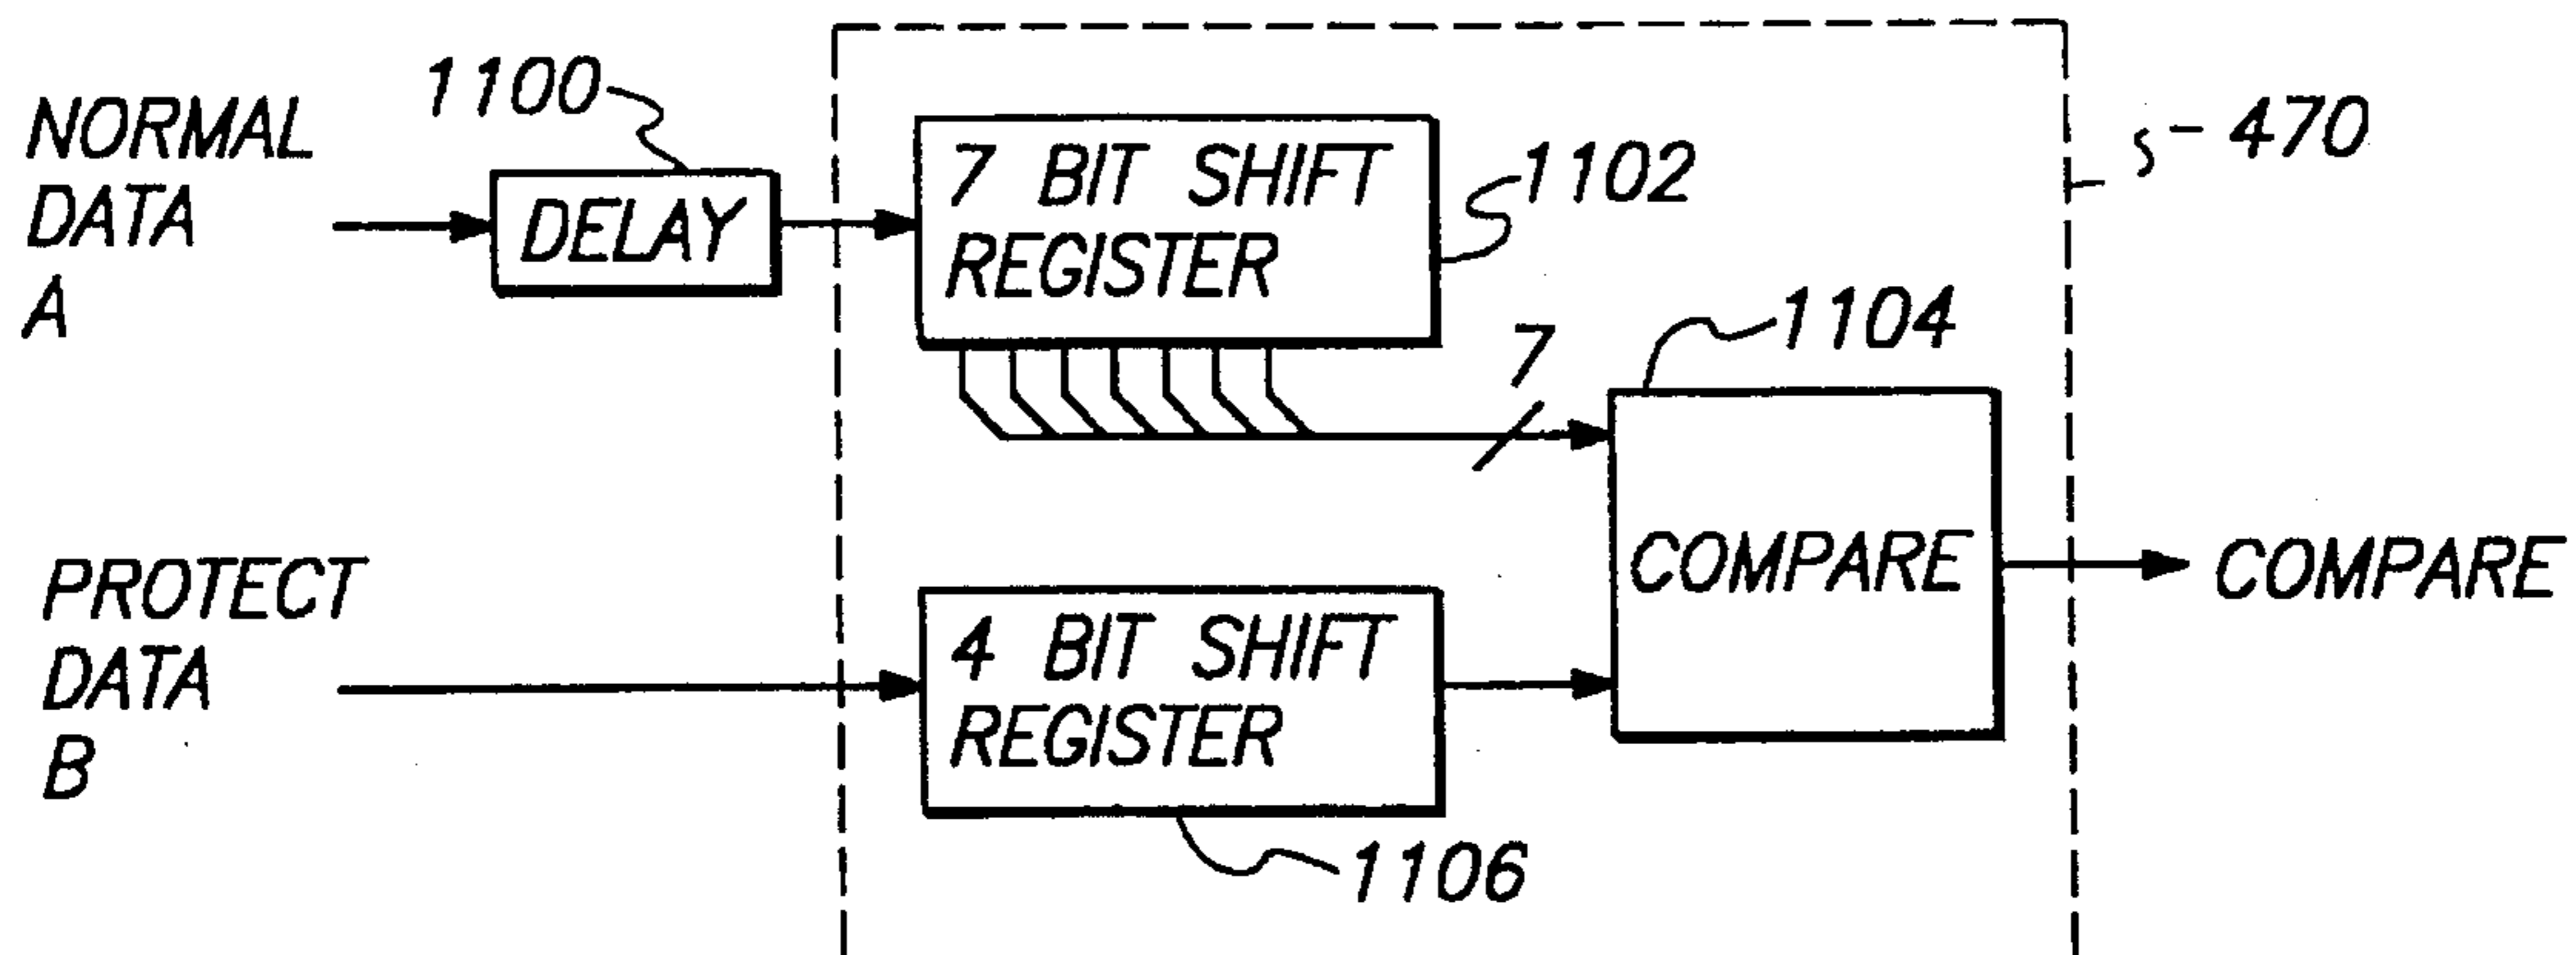 NORMAL
DATA
A
1100
DELAY
7 BIT SHIFT
REGISTER
1102
470
7
1104
COMPARE
COMPARE
PROTECT
DATA
B
4 BIT SHIFT
REGISTER
1106